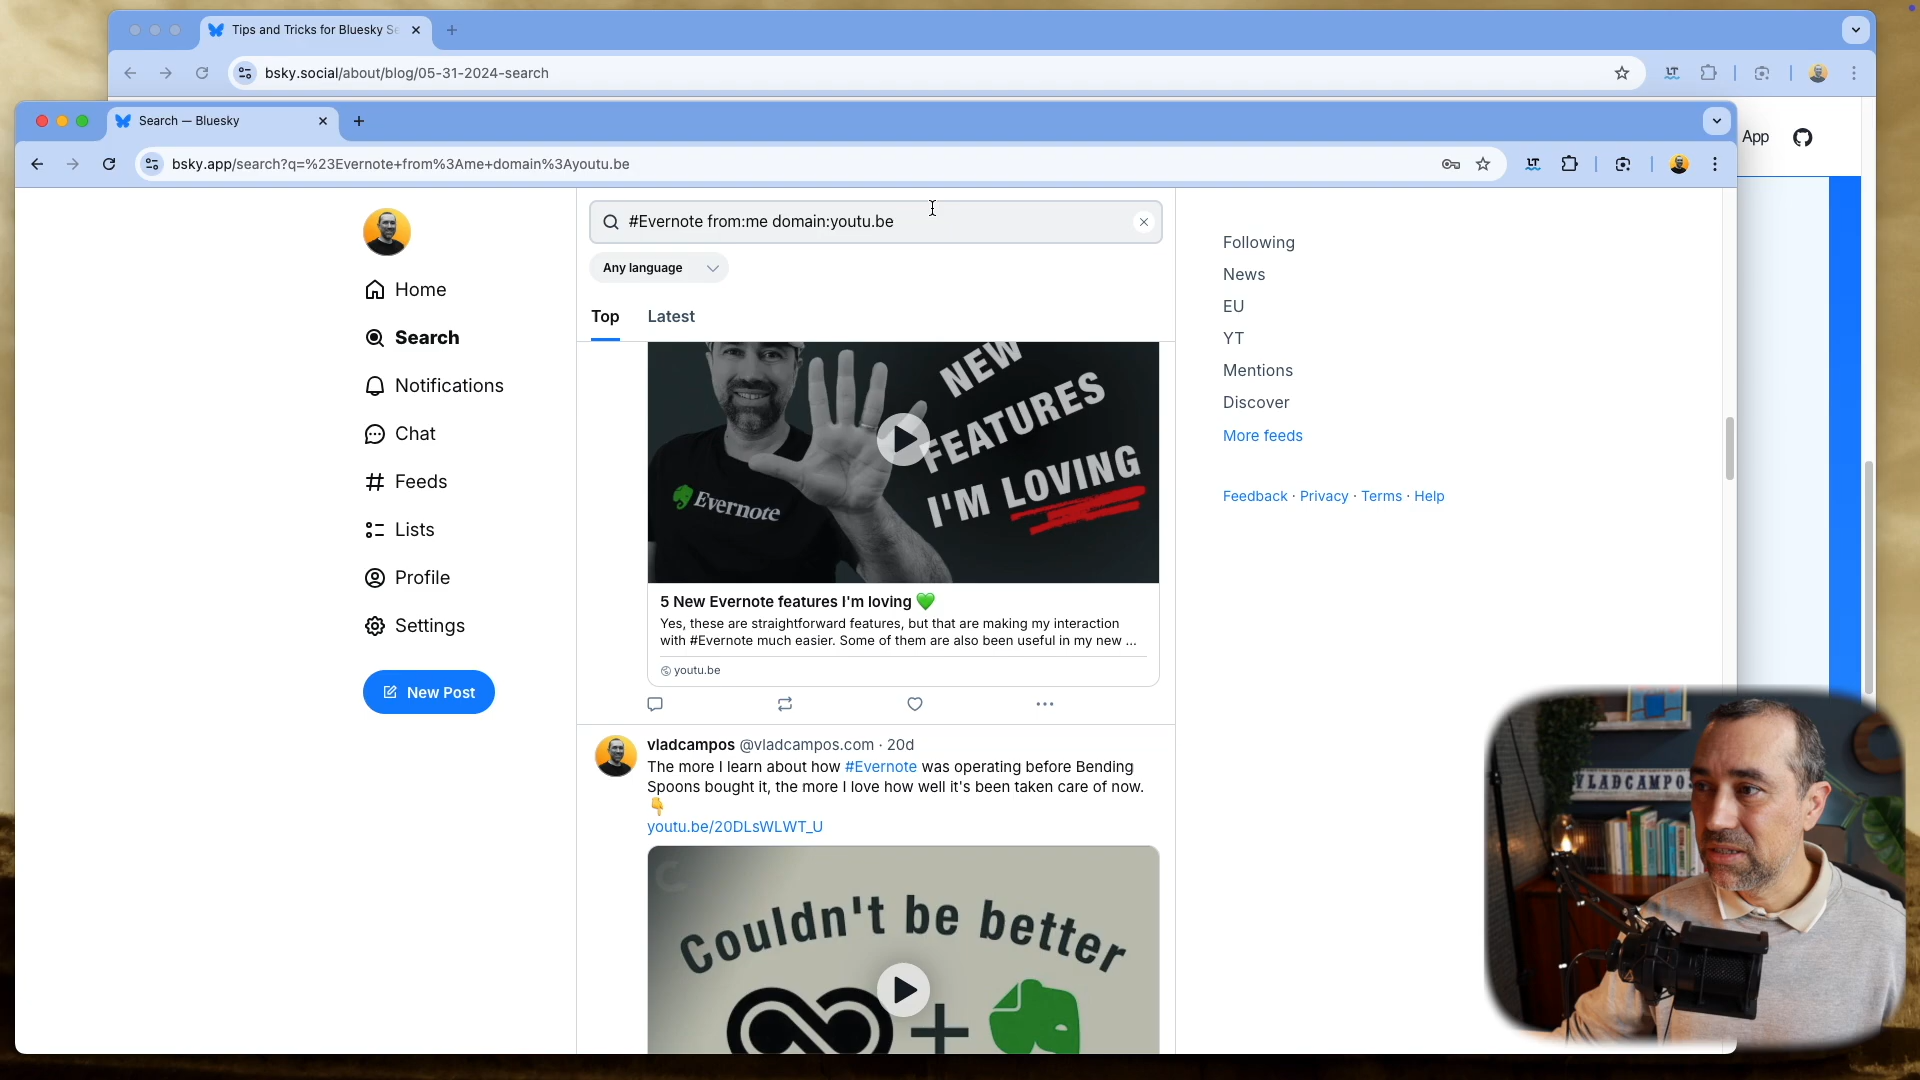 Tips and Tricks for Bluesky Se
bsky.social/about/blog/05-31-2024-search
Search — Bluesky
App
bsky.app/search?q=%23Evernote+from%3Ame+domain%3Ayoutu.be
#Evernote from:me domain:youtu.be
Any language
Top
Latest
Home
Search
Notifications
Chat
Feeds
Lists
Profile
Settings
New Post
NEW
FEATURES
I'M LOVING
Evernote
5 New Evernote features I'm loving 💚
Yes, these are straightforward features, but that are making my interaction
with #Evernote much easier. Some of them are also been useful in my new ...
youtu.be
vladcampos @vladcampos.com · 20d
The more I learn about how #Evernote was operating before Bending
Spoons bought it, the more I love how well it's been taken care of now.
👇
youtu.be/20DLsWLWT_U
Couldn't be better
+
Following
News
EU
YT
Mentions
Discover
More feeds
Feedback · Privacy · Terms · Help
VLADCAMPOS